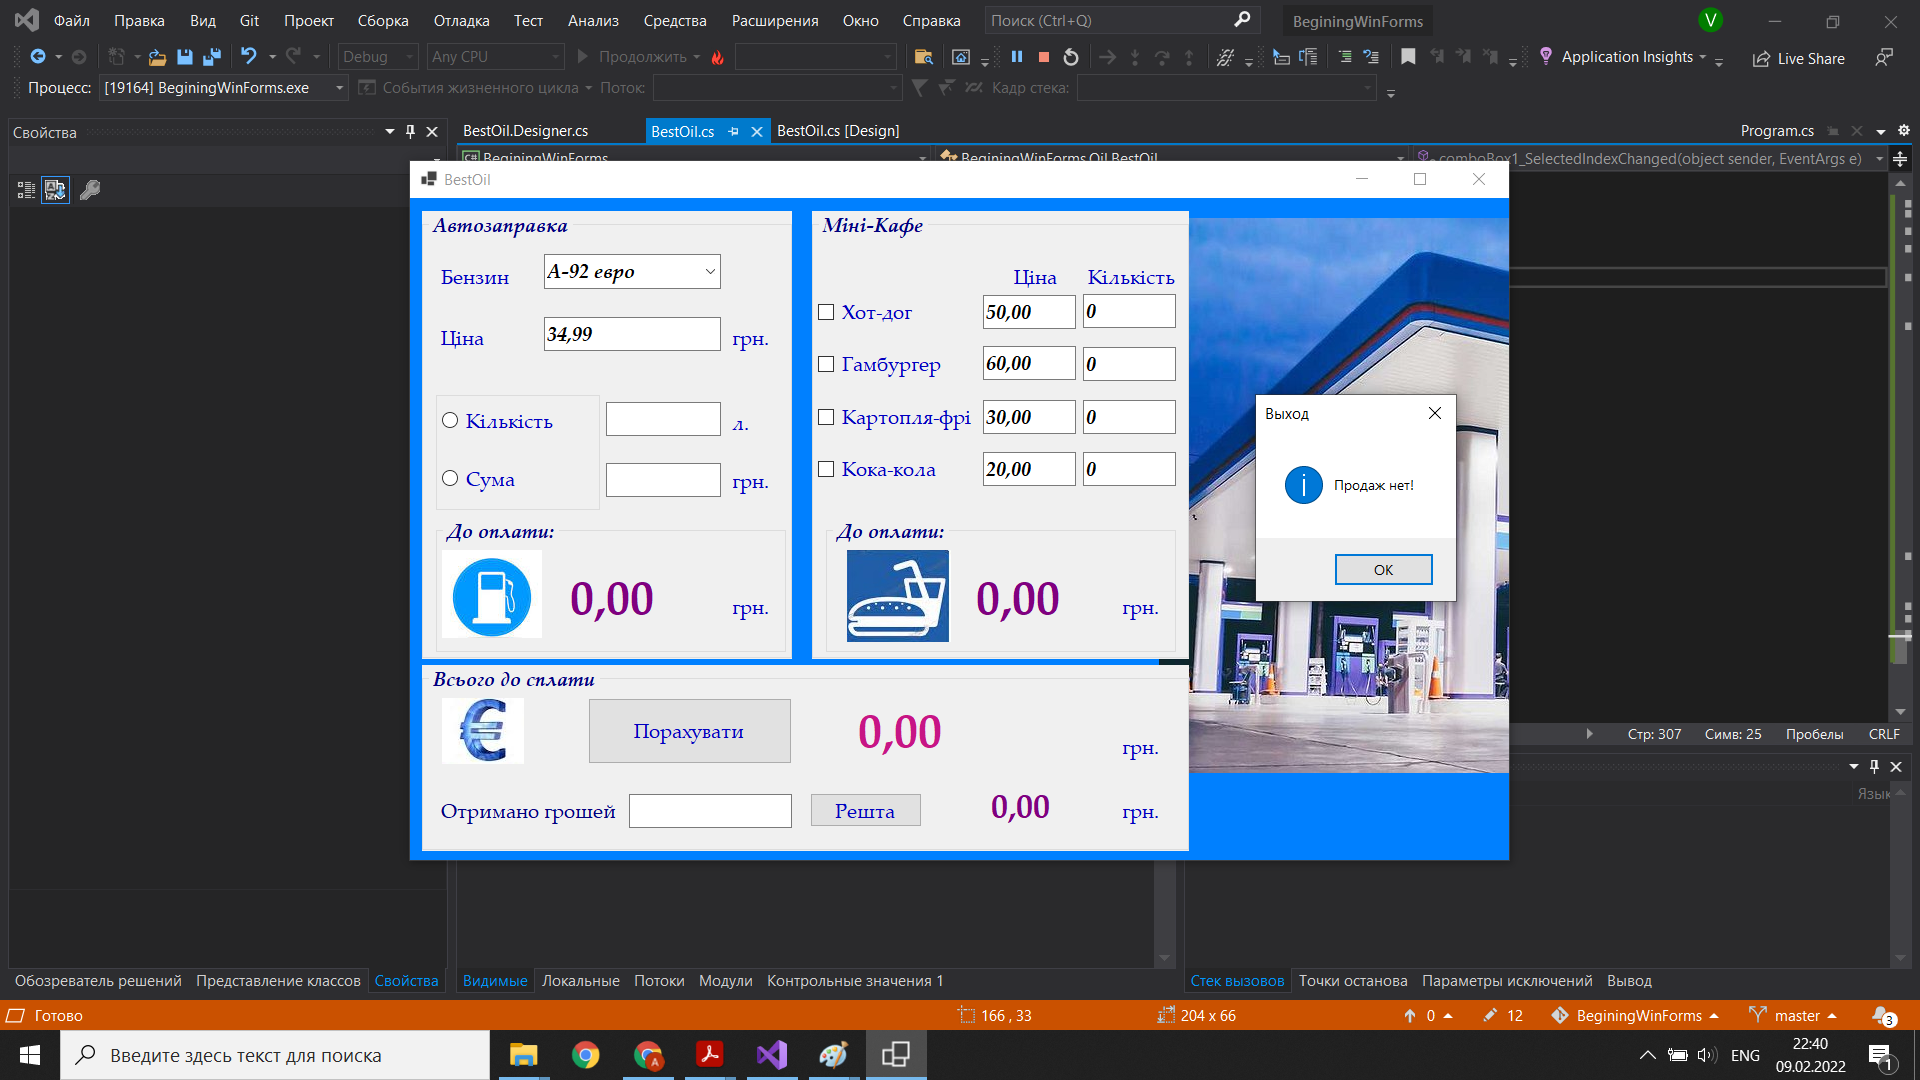 Файл Правка Вид Git Проект Сборка Отладка Тест Анализ Средства Расширения Окно Справка Поиск (Ctrl+Q) BeginingWinForms V
Debug Any CPU Продолжить Application Insights Live Share
Процесс: [19164] BeginingWinForms.exe События жизненного цикла Поток: Кадр стека:
Свойства BestOil.Designer.cs BestOil.cs BestOil.cs [Design] Program.cs
BeginingWinForms BeginingWinForms.Oil.BestOil comboBox1_SelectedIndexChanged(object sender, EventArgs e)
BestOil
Автозаправка
Бензин А-92 евро
Ціна 34,99 грн.
Кількість л.
Сума грн.
До оплати:
0,00 грн.
Міні-Кафе
Ціна Кількість
Хот-дог 50,00 0
Гамбургер 60,00 0
Картопля-фрі 30,00 0
Кока-кола 20,00 0
До оплати:
0,00 грн.
Всього до сплати
Порахувати 0,00 грн.
Отримано грошей Решта 0,00 грн.
Выход
Продаж нет!
OK
Стр: 307 Симв: 25 Пробелы CRLF
Язык
Обозреватель решений Представление классов Свойства Видимые Локальные Потоки Модули Контрольные значения 1 Стек вызовов Точки останова Параметры исключений Вывод
Готово 166 , 33 204 x 66 0 12 BeginingWinForms master 3
Введите здесь текст для поиска A ENG 22:40
09.02.2022 1